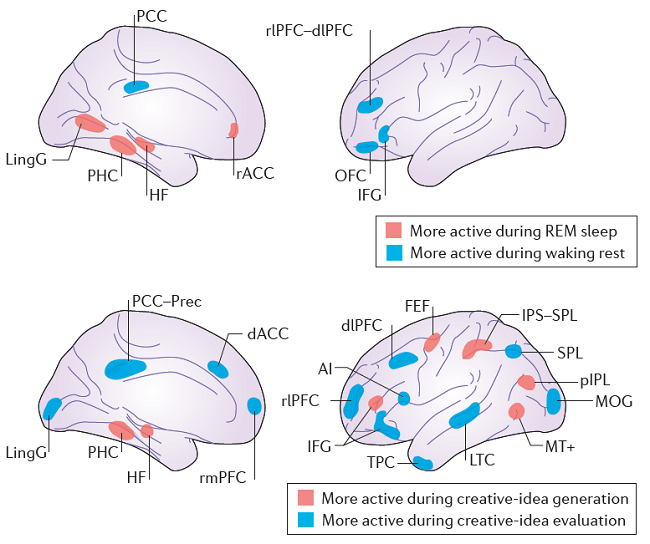 PCC
rlPFC–dlPFC
LingG
PHC
HF
rACC
OFC
IFG
More active during REM sleep
More active during waking rest
PCC–Prec
dACC
LingG
PHC
HF
rmPFC
FEF
IPS–SPL
dlPFC
SPL
AI
pIPL
rlPFC
MOG
IFG
MT+
TPC
LTC
More active during creative-idea generation
More active during creative-idea evaluation